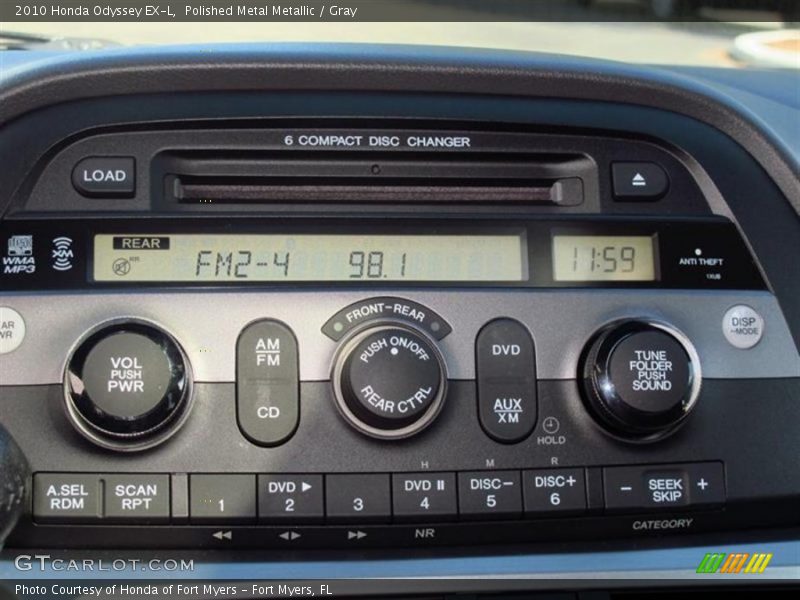 2010 Honda Odyssey EX-L, Polished Metal Metallic / Gray
6 COMPACT DISC CHANGER
LOAD
REAR
WMA
MP3
XM
FM2-4 98.1
11:59
ANTI THEFT
1XUB
FRONT-REAR
DISP
MODE
VOL
PUSH
PWR
AM
FM
CD
PUSH ON/OFF
REAR CTRL
DVD
AUX
XM
TUNE
FOLDER
PUSH
SOUND
HOLD
H M R
A.SEL
RDM
SCAN
RPT
1
DVD
2
3
DVD
4
DISC-
5
DISC+
6
- SEEK
SKIP +
NR
CATEGORY
GTCARLOT.COM
Photo Courtesy of Honda of Fort Myers - Fort Myers, FL